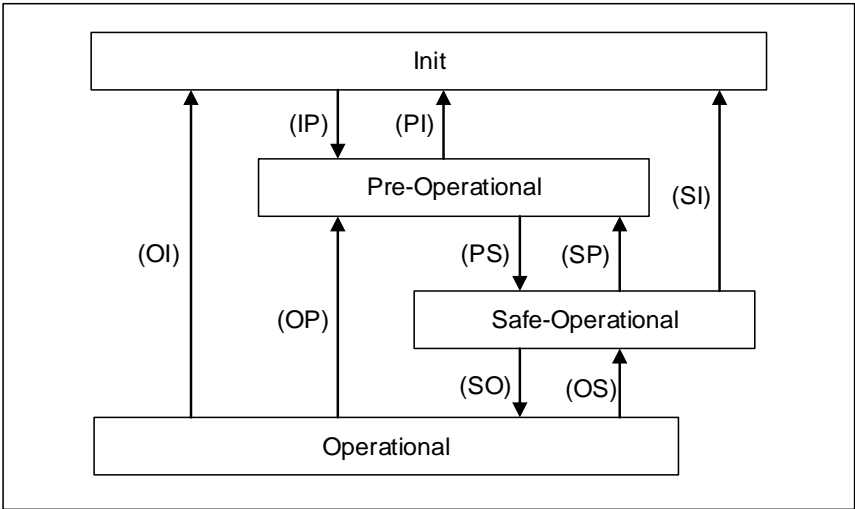 Init
(IP)
(PI)
Pre-Operational
(SI)
(OI)
(PS)
(SP)
(OP)
Safe-Operational
(SO)
(OS)
Operational